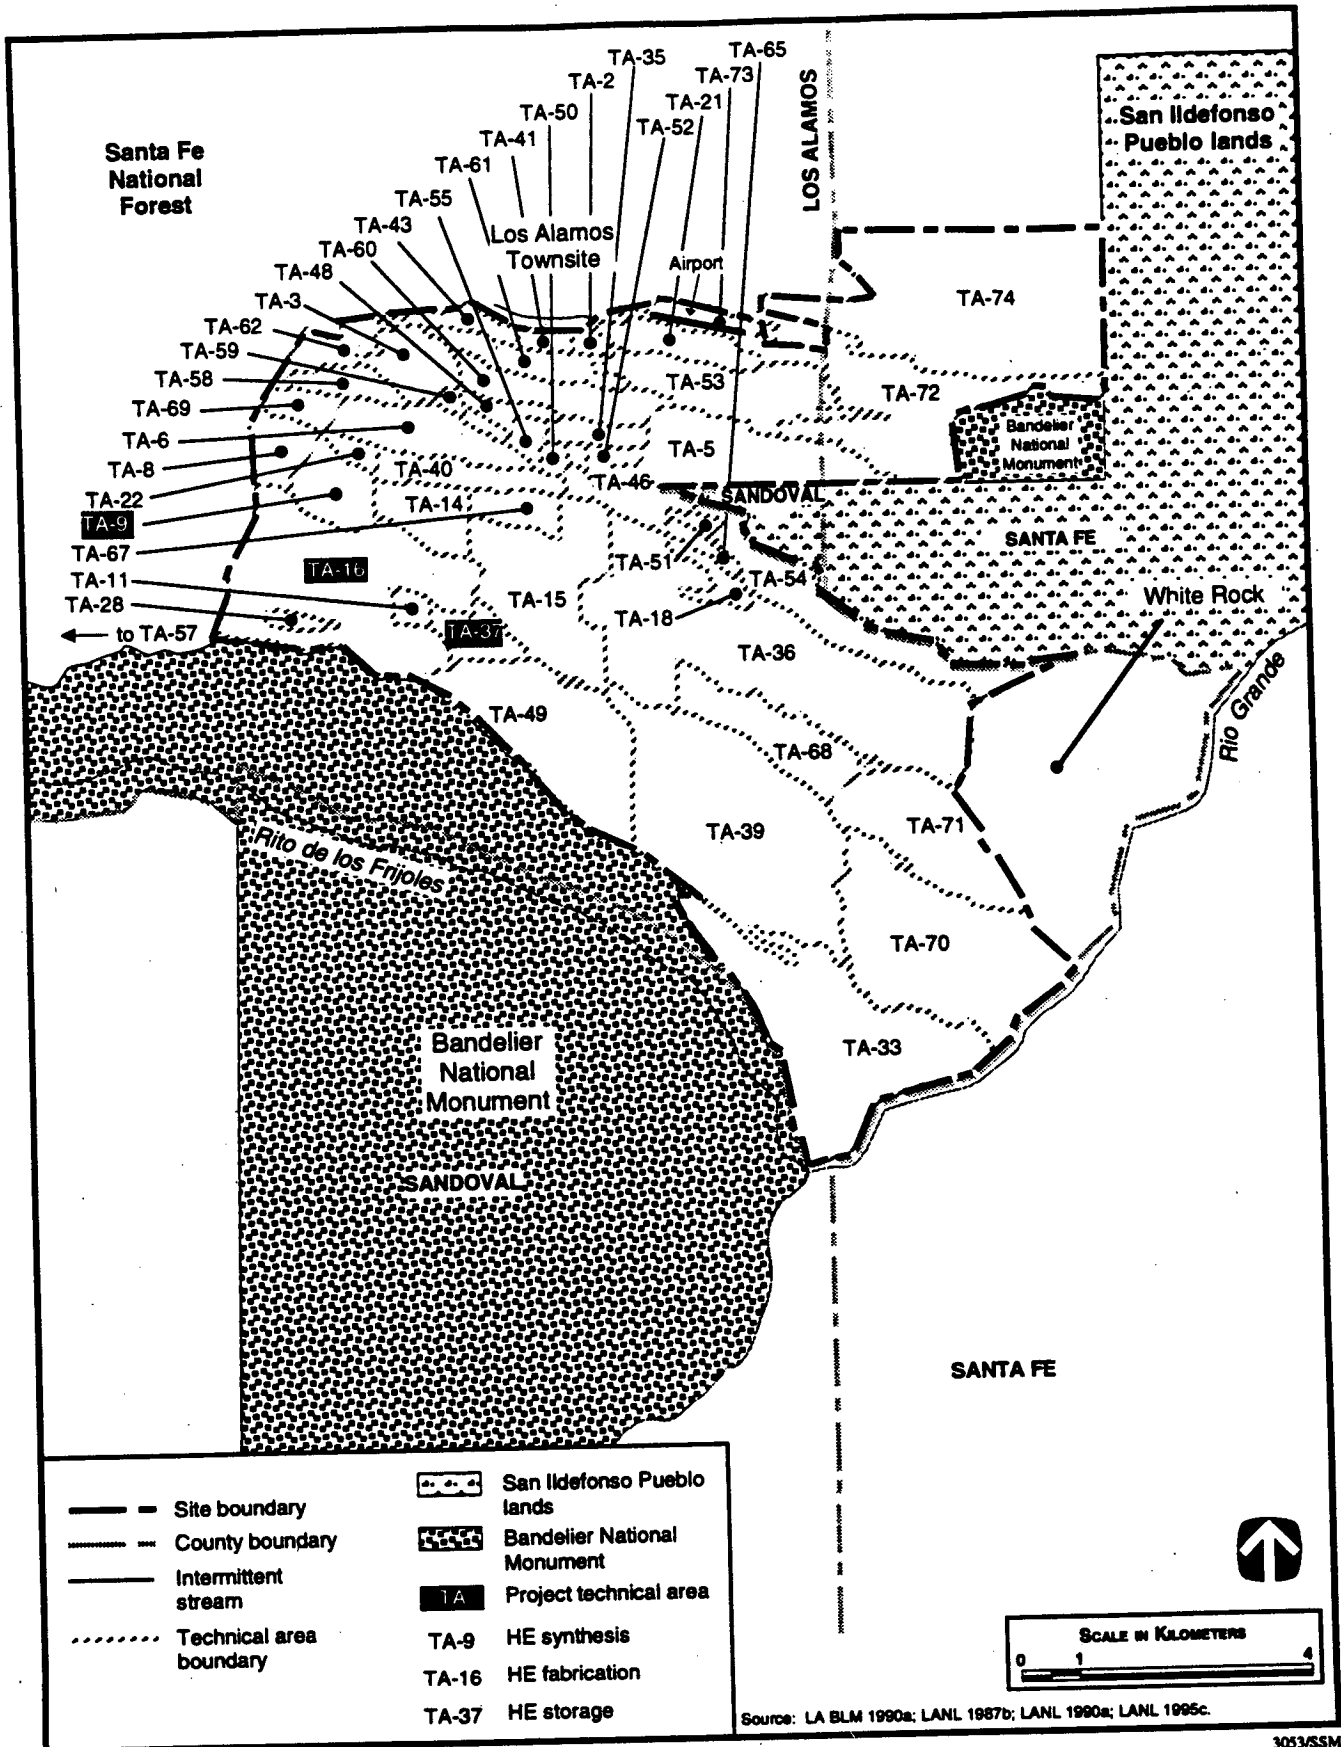 TA-65
TA-35
TA-73
TA-2
TA-21
TA-50
TA-52
TA-41
TA-61
TA-55
TA-43
TA-60
TA-48
TA-3
TA-62
TA-59
TA-58
TA-69
TA-6
TA-8
TA-22
TA-9
TA-67
TA-11
TA-28
← to TA-57
Santa Fe
National
Forest
Los Alamos
Townsite
Airport
LOS ALAMOS
San Ildefonso
Pueblo lands
TA-74
TA-53
TA-72
Bandelier
National
Monument
TA-5
TA-40
TA-46
TA-14
SANDOVAL
SANTA FE
TA-16
TA-51
TA-54
White Rock
TA-15
TA-18
TA-37
TA-36
Rio Grande
TA-49
TA-68
TA-39
TA-71
Rito de los Frijoles
TA-70
TA-33
Bandelier
National
Monument
SANDOVAL
SANTA FE
Site boundary
County boundary
Intermittent
stream
Technical area
boundary
San Ildefonso Pueblo
lands
Bandelier National
Monument
TA Project technical area
TA-9 HE synthesis
TA-16 HE fabrication
TA-37 HE storage
SCALE IN KILOMETERS
0 1 4
Source: LA BLM 1990a; LANL 1987b; LANL 1990a; LANL 1995c.
3053/SSM